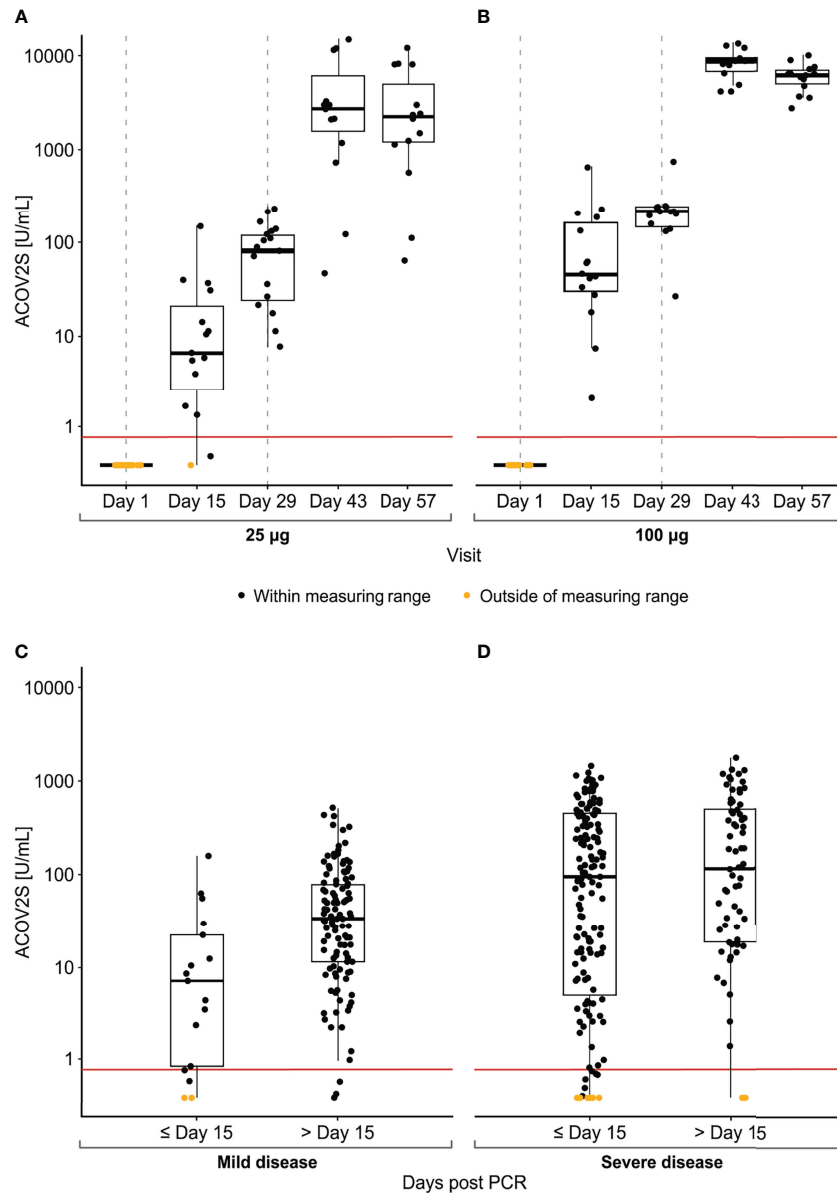 A
B
ACOV2S [U/mL]
10000
1000
100
10
1
Day 1 Day 15 Day 29 Day 43 Day 57
Day 1 Day 15 Day 29 Day 43 Day 57
25 µg
100 µg
Visit
Within measuring range
Outside of measuring range
C
D
ACOV2S [U/mL]
10000
1000
100
10
1
≤ Day 15 > Day 15
≤ Day 15 > Day 15
Mild disease
Severe disease
Days post PCR